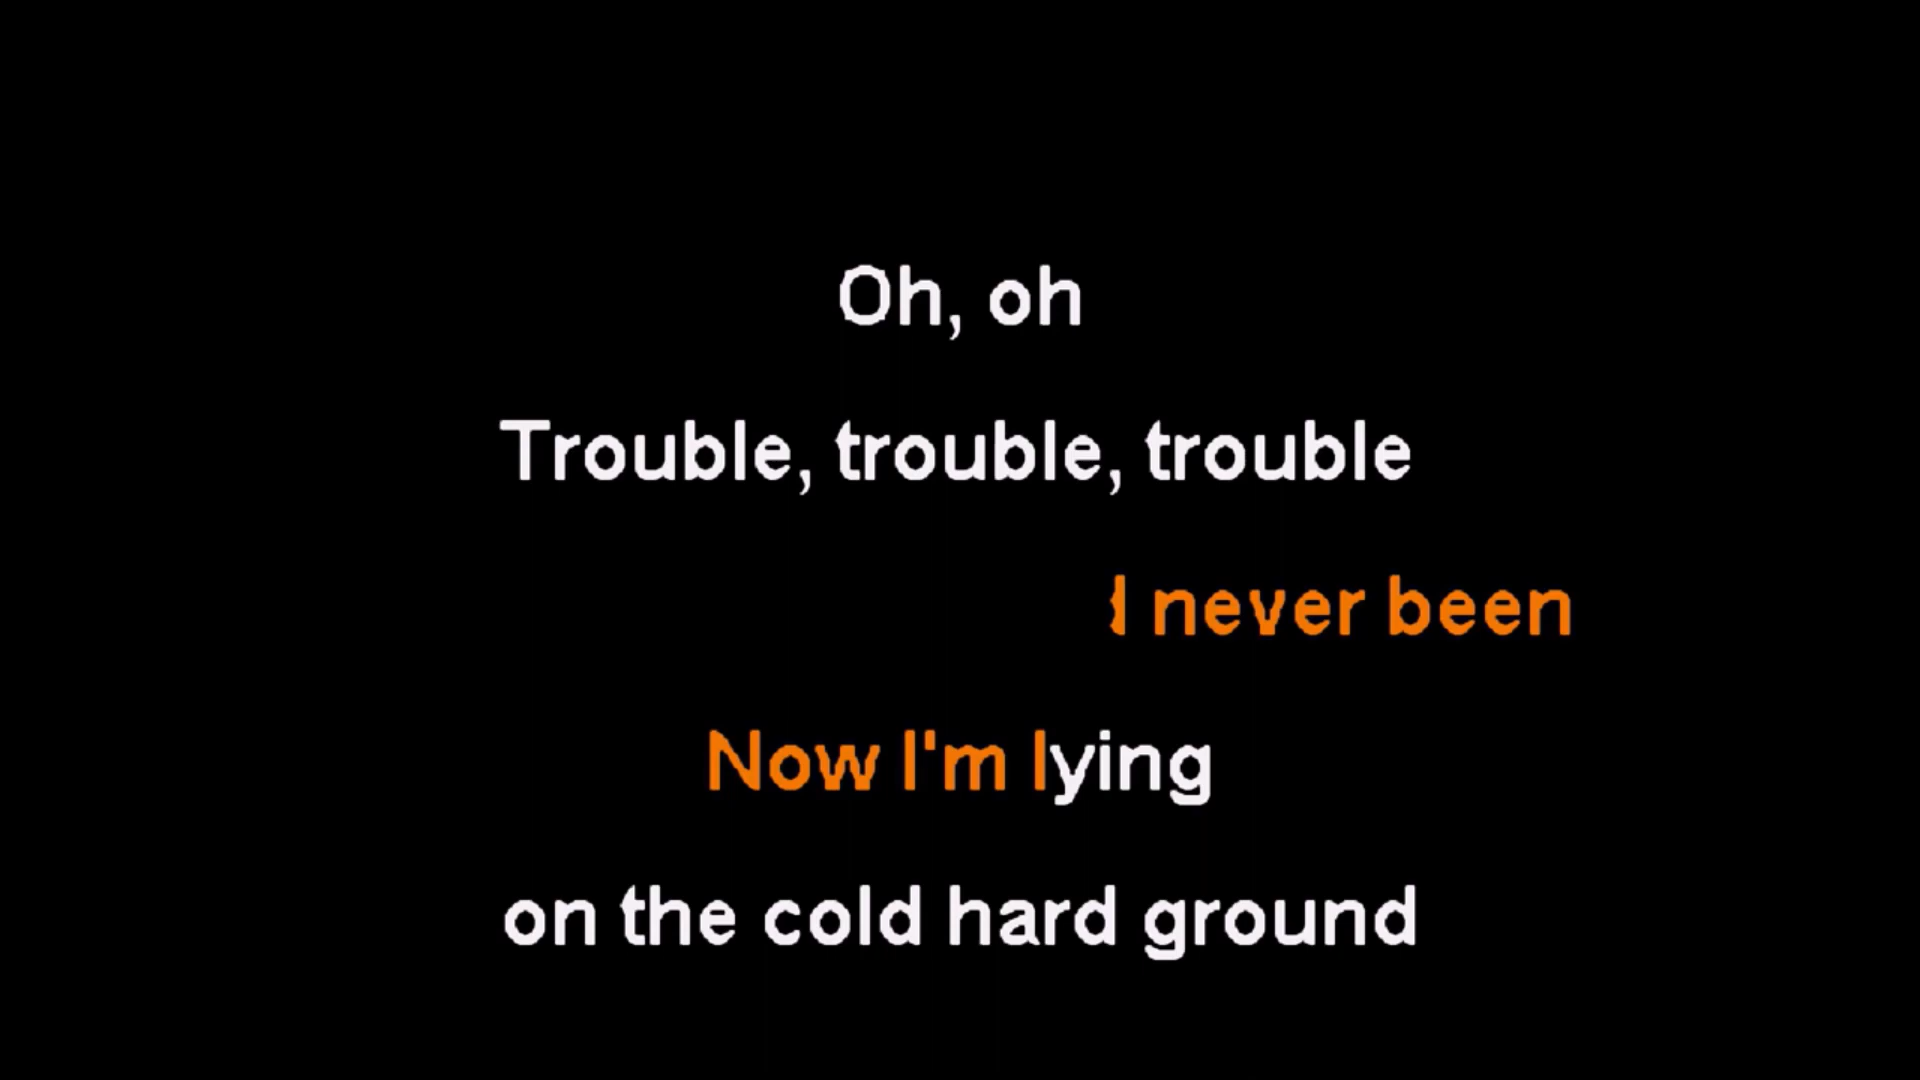 Oh, oh
Trouble, trouble, trouble
I never been
Now I'm lying
on the cold hard ground